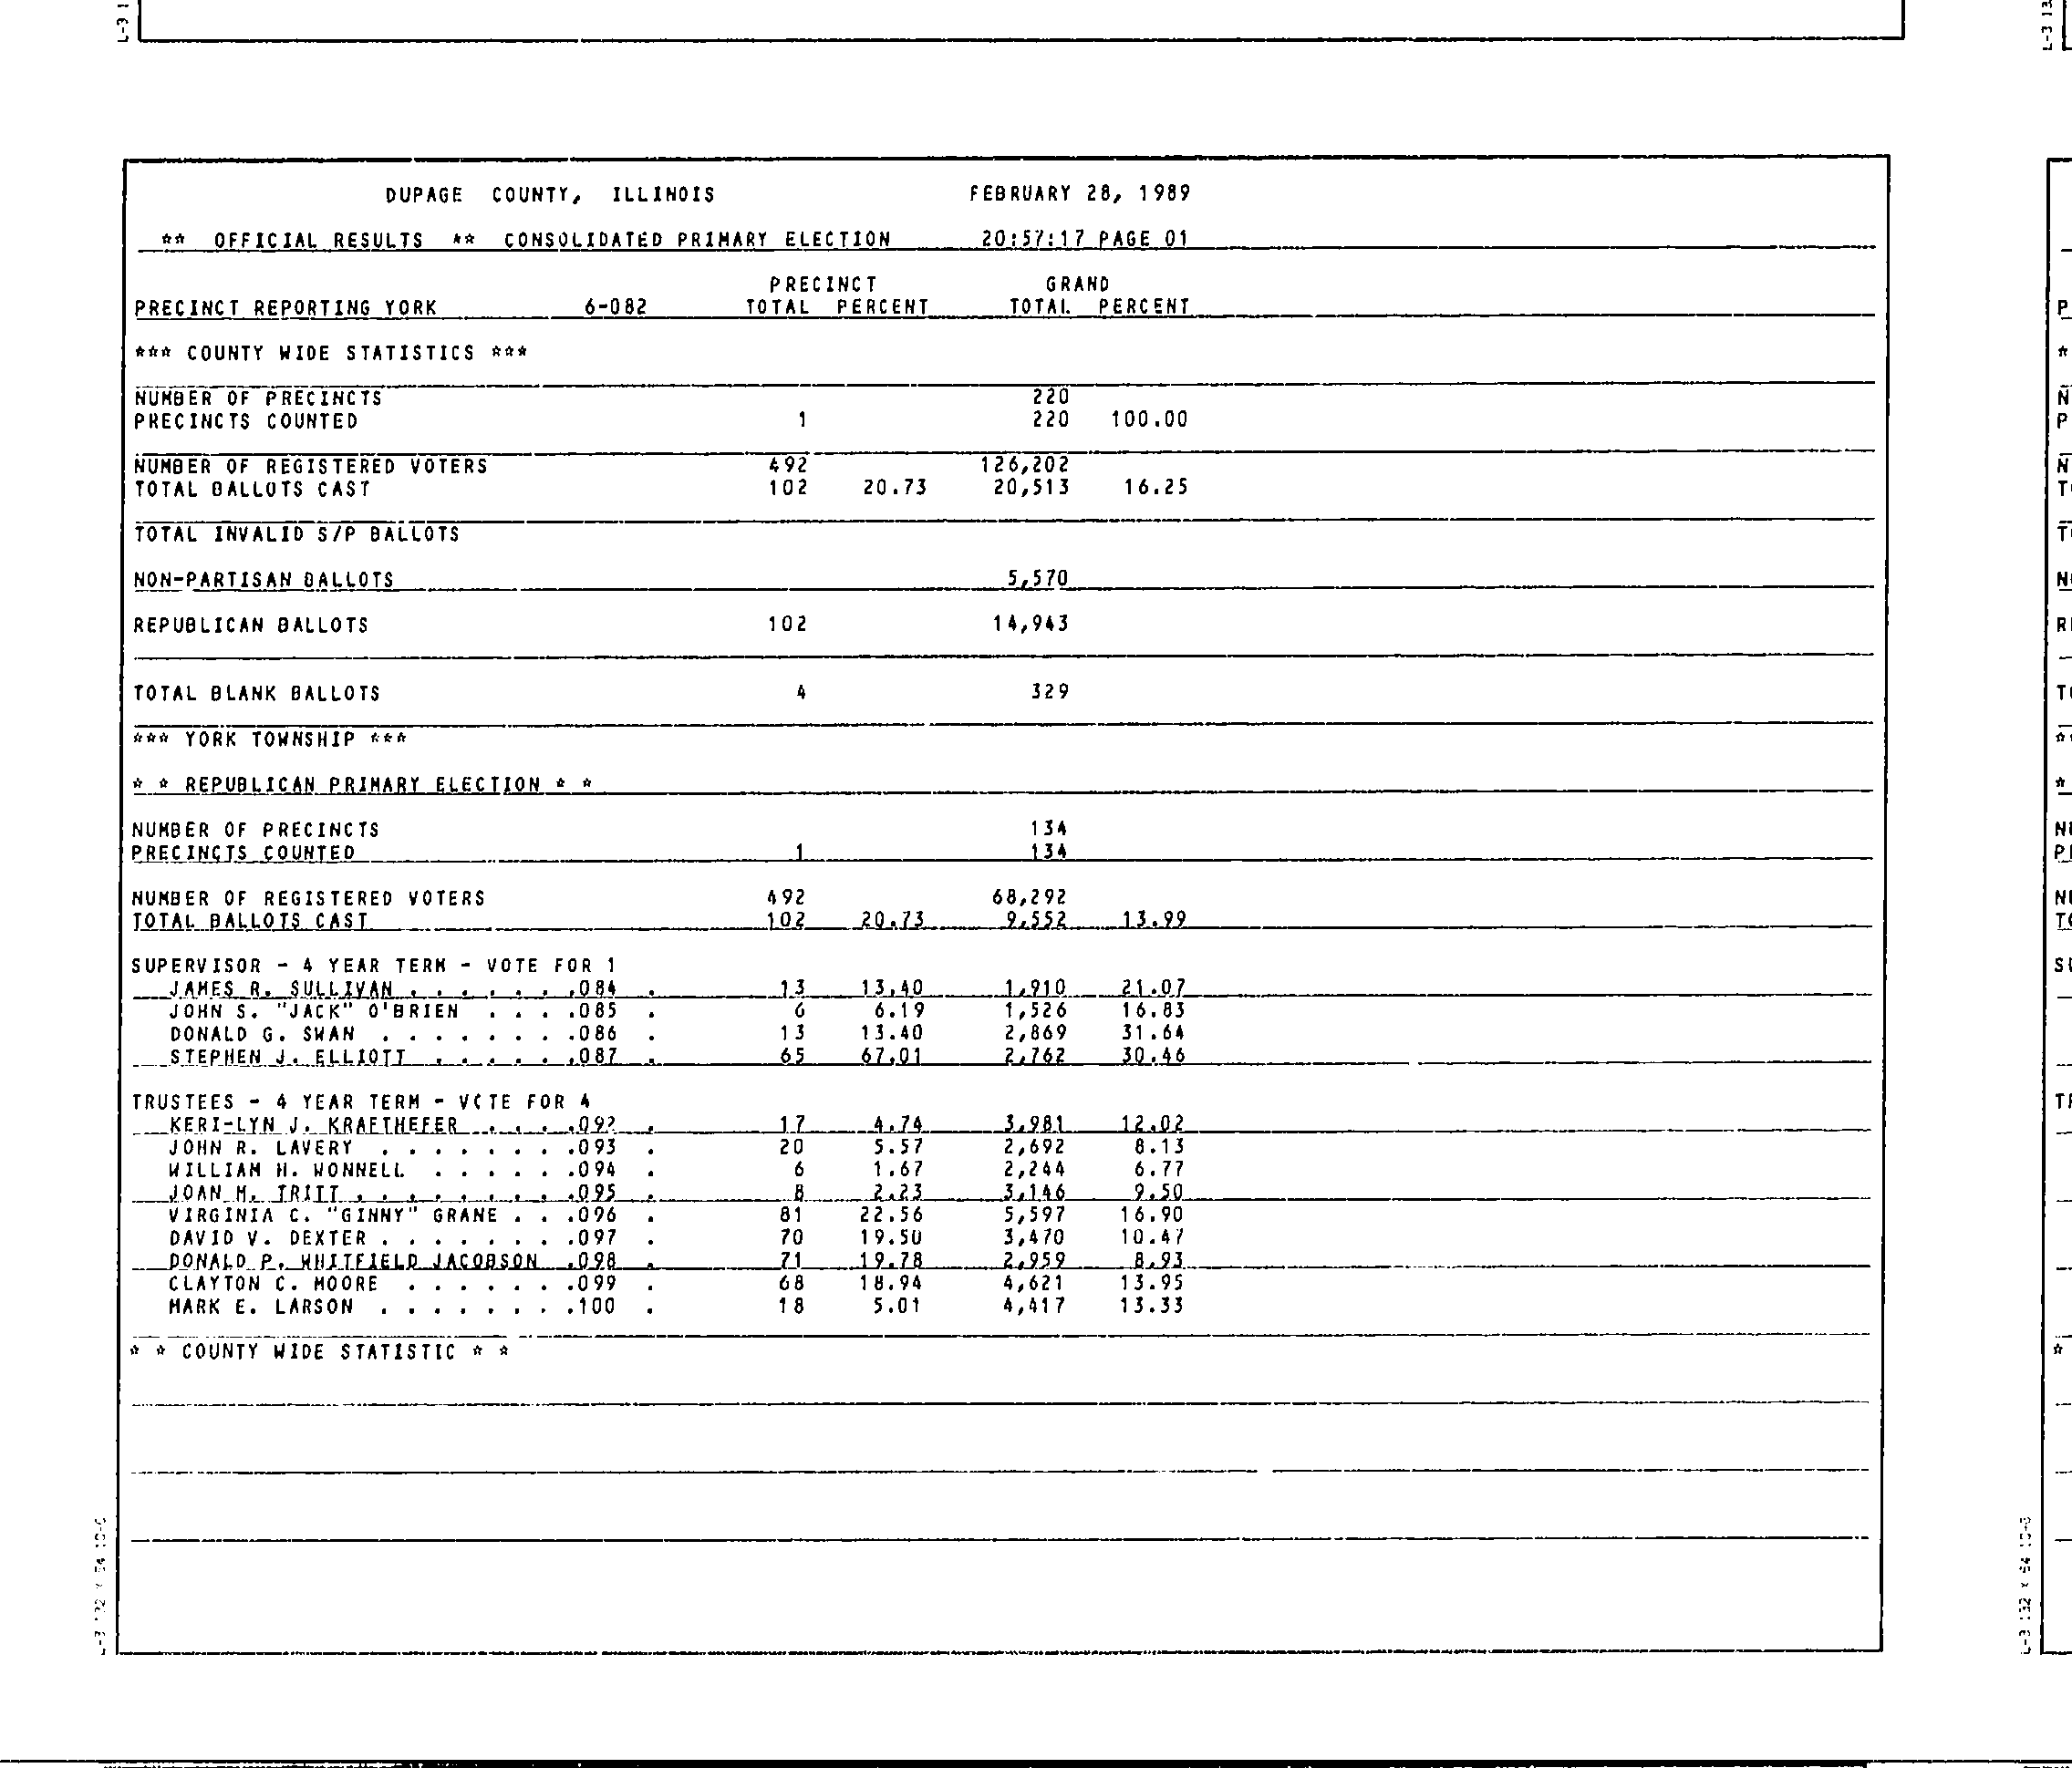 DUPAGE COUNTY, ILLINOIS FEBRUARY 28, 1989
** OFFICIAL RESULTS ** CONSOLIDATED PRIMARY ELECTION 20:57:17 PAGE 01
PRECINCT GRAND
PRECINCT REPORTING YORK 6-082 TOTAL PERCENT TOTAL PERCENT
*** COUNTY WIDE STATISTICS ***
NUMBER OF PRECINCTS 220
PRECINCTS COUNTED 1 220 100.00
NUMBER OF REGISTERED VOTERS 492 126,202
TOTAL BALLOTS CAST 102 20.73 20,513 16.25
TOTAL INVALID S/P BALLOTS
NON-PARTISAN BALLOTS 5,570
REPUBLICAN BALLOTS 102 14,943
TOTAL BLANK BALLOTS 4 329
*** YORK TOWNSHIP ***
* * REPUBLICAN PRIMARY ELECTION * *
NUMBER OF PRECINCTS 134
PRECINCTS COUNTED 1 134
NUMBER OF REGISTERED VOTERS 492 68,292
TOTAL BALLOTS CAST 102 20.73 9,552 13.99
SUPERVISOR - 4 YEAR TERM - VOTE FOR 1
JAMES R. SULLIVAN . . . . . . .084 . 13 13.40 1,910 21.07
JOHN S. "JACK" O'BRIEN . . . .085 . 6 6.19 1,526 16.83
DONALD G. SWAN . . . . . . . .086 . 13 13.40 2,869 31.64
STEPHEN J. ELLIOTT . . . . . .087 . 65 67.01 2,762 30.46
TRUSTEES - 4 YEAR TERM - VOTE FOR 4
KERI-LYN J. KRAFTHEFER . . . .092 . 17 4.74 3,981 12.02
JOHN R. LAVERY . . . . . . . .093 . 20 5.57 2,692 8.13
WILLIAM H. WONNELL . . . . . .094 . 6 1.67 2,244 6.77
JOAN M. TRITT . . . . . . . . .095 . 8 2.23 3,146 9.50
VIRGINIA C. "GINNY" GRANE . . .096 . 81 22.56 5,597 16.90
DAVID V. DEXTER . . . . . . . .097 . 70 19.50 3,470 10.47
DONALD P. WHITFIELD JACOBSON .098 . 71 19.78 2,959 8.93
CLAYTON C. MOORE . . . . . . .099 . 68 18.94 4,621 13.95
MARK E. LARSON . . . . . . . .100 . 18 5.01 4,417 13.33
* * COUNTY WIDE STATISTIC * *